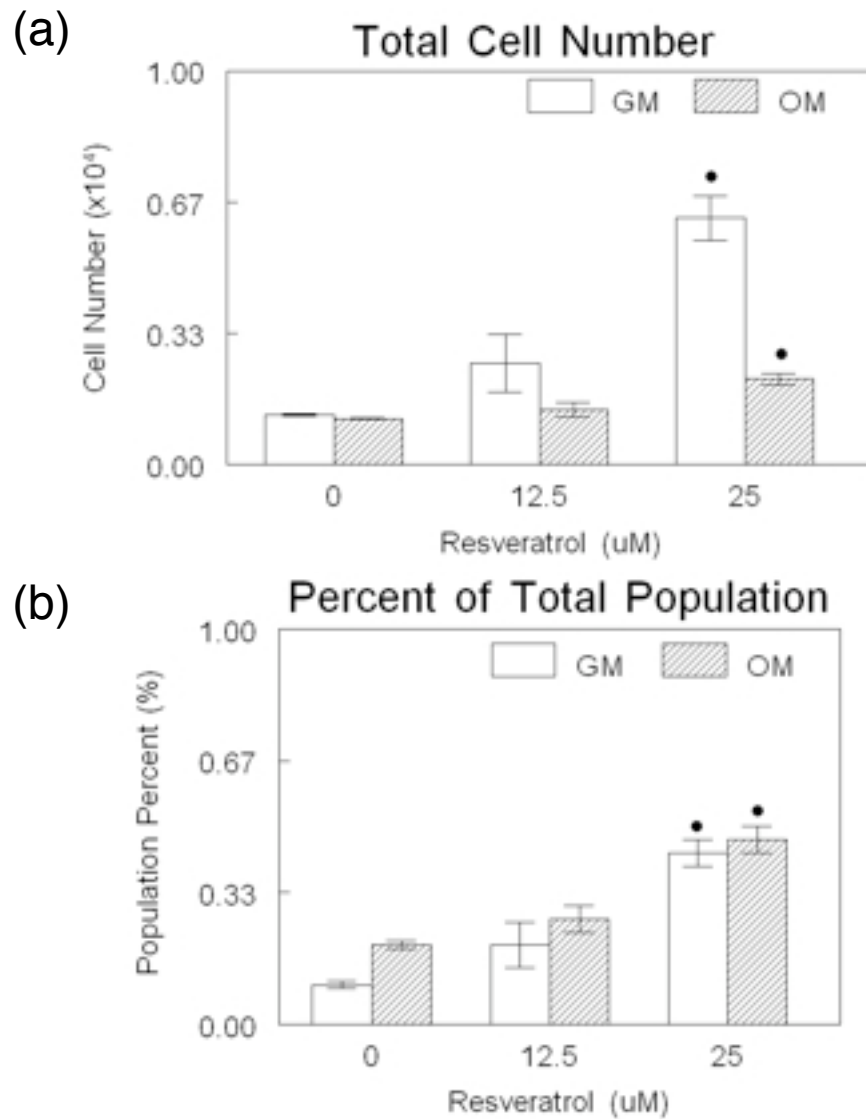 (a)
Total Cell Number
1.00
GM OM
0.67
0.33
0.00
Cell Number (x10⁴)
0 12.5 25
Resveratrol (uM)
(b)
Percent of Total Population
1.00
GM OM
0.67
0.33
0.00
Population Percent (%)
0 12.5 25
Resveratrol (uM)